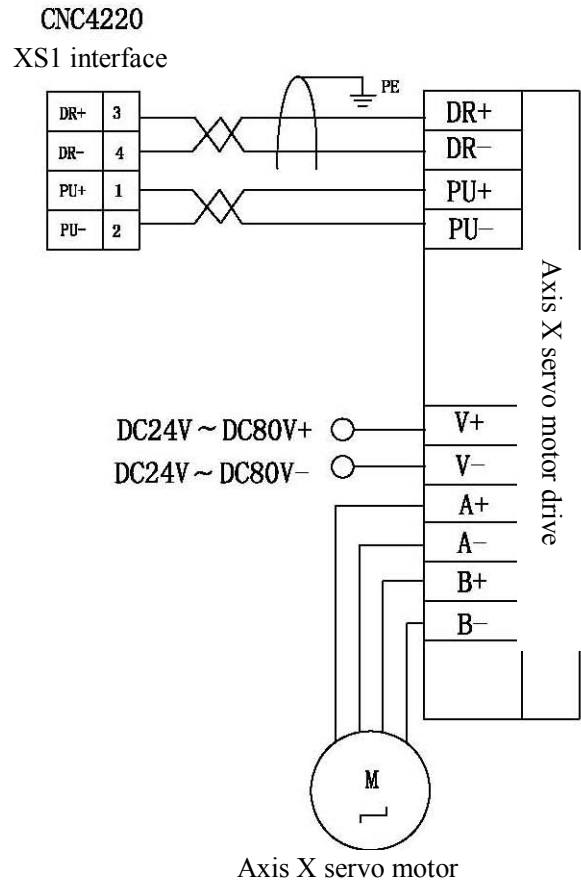 CNC4220
XS1 interface
PE
DR+ 3
DR- 4
PU+ 1
PU- 2
DR+
DR-
PU+
PU-
Axis X servo motor drive
DC24V～DC80V+
DC24V～DC80V-
V+
V-
A+
A-
B+
B-
M
Axis X servo motor